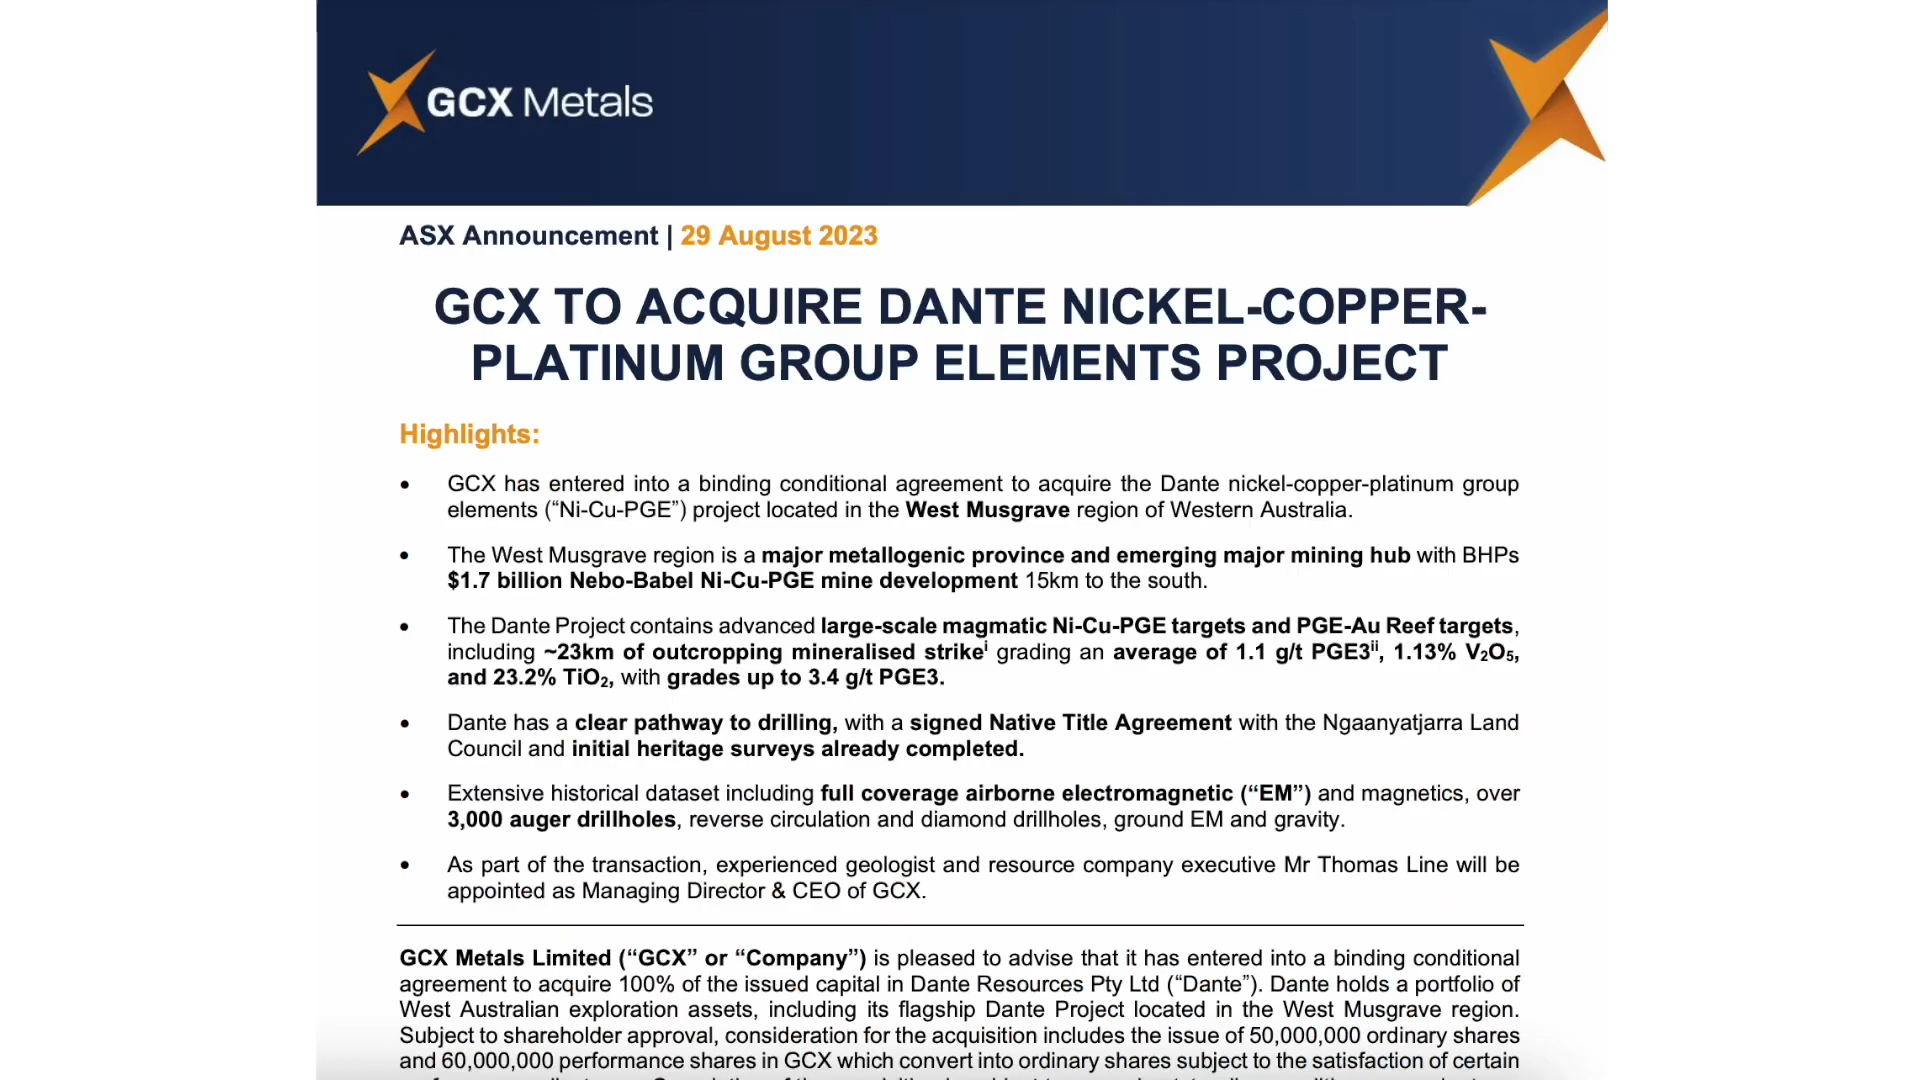 GCX Metals
ASX Announcement | 29 August 2023
GCX TO ACQUIRE DANTE NICKEL-COPPER-
PLATINUM GROUP ELEMENTS PROJECT
Highlights:
• GCX has entered into a binding conditional agreement to acquire the Dante nickel-copper-platinum group
elements (“Ni-Cu-PGE”) project located in the West Musgrave region of Western Australia.
• The West Musgrave region is a major metallogenic province and emerging major mining hub with BHPs
$1.7 billion Nebo-Babel Ni-Cu-PGE mine development 15km to the south.
• The Dante Project contains advanced large-scale magmatic Ni-Cu-PGE targets and PGE-Au Reef targets,
including ~23km of outcropping mineralised strikeⁱ grading an average of 1.1 g/t PGE3ⁱⁱ, 1.13% V₂O₅,
and 23.2% TiO₂, with grades up to 3.4 g/t PGE3.
• Dante has a clear pathway to drilling, with a signed Native Title Agreement with the Ngaanyatjarra Land
Council and initial heritage surveys already completed.
• Extensive historical dataset including full coverage airborne electromagnetic (“EM”) and magnetics, over
3,000 auger drillholes, reverse circulation and diamond drillholes, ground EM and gravity.
• As part of the transaction, experienced geologist and resource company executive Mr Thomas Line will be
appointed as Managing Director & CEO of GCX.
GCX Metals Limited (“GCX” or “Company”) is pleased to advise that it has entered into a binding conditional
agreement to acquire 100% of the issued capital in Dante Resources Pty Ltd (“Dante”). Dante holds a portfolio of
West Australian exploration assets, including its flagship Dante Project located in the West Musgrave region.
Subject to shareholder approval, consideration for the acquisition includes the issue of 50,000,000 ordinary shares
and 60,000,000 performance shares in GCX which convert into ordinary shares subject to the satisfaction of certain